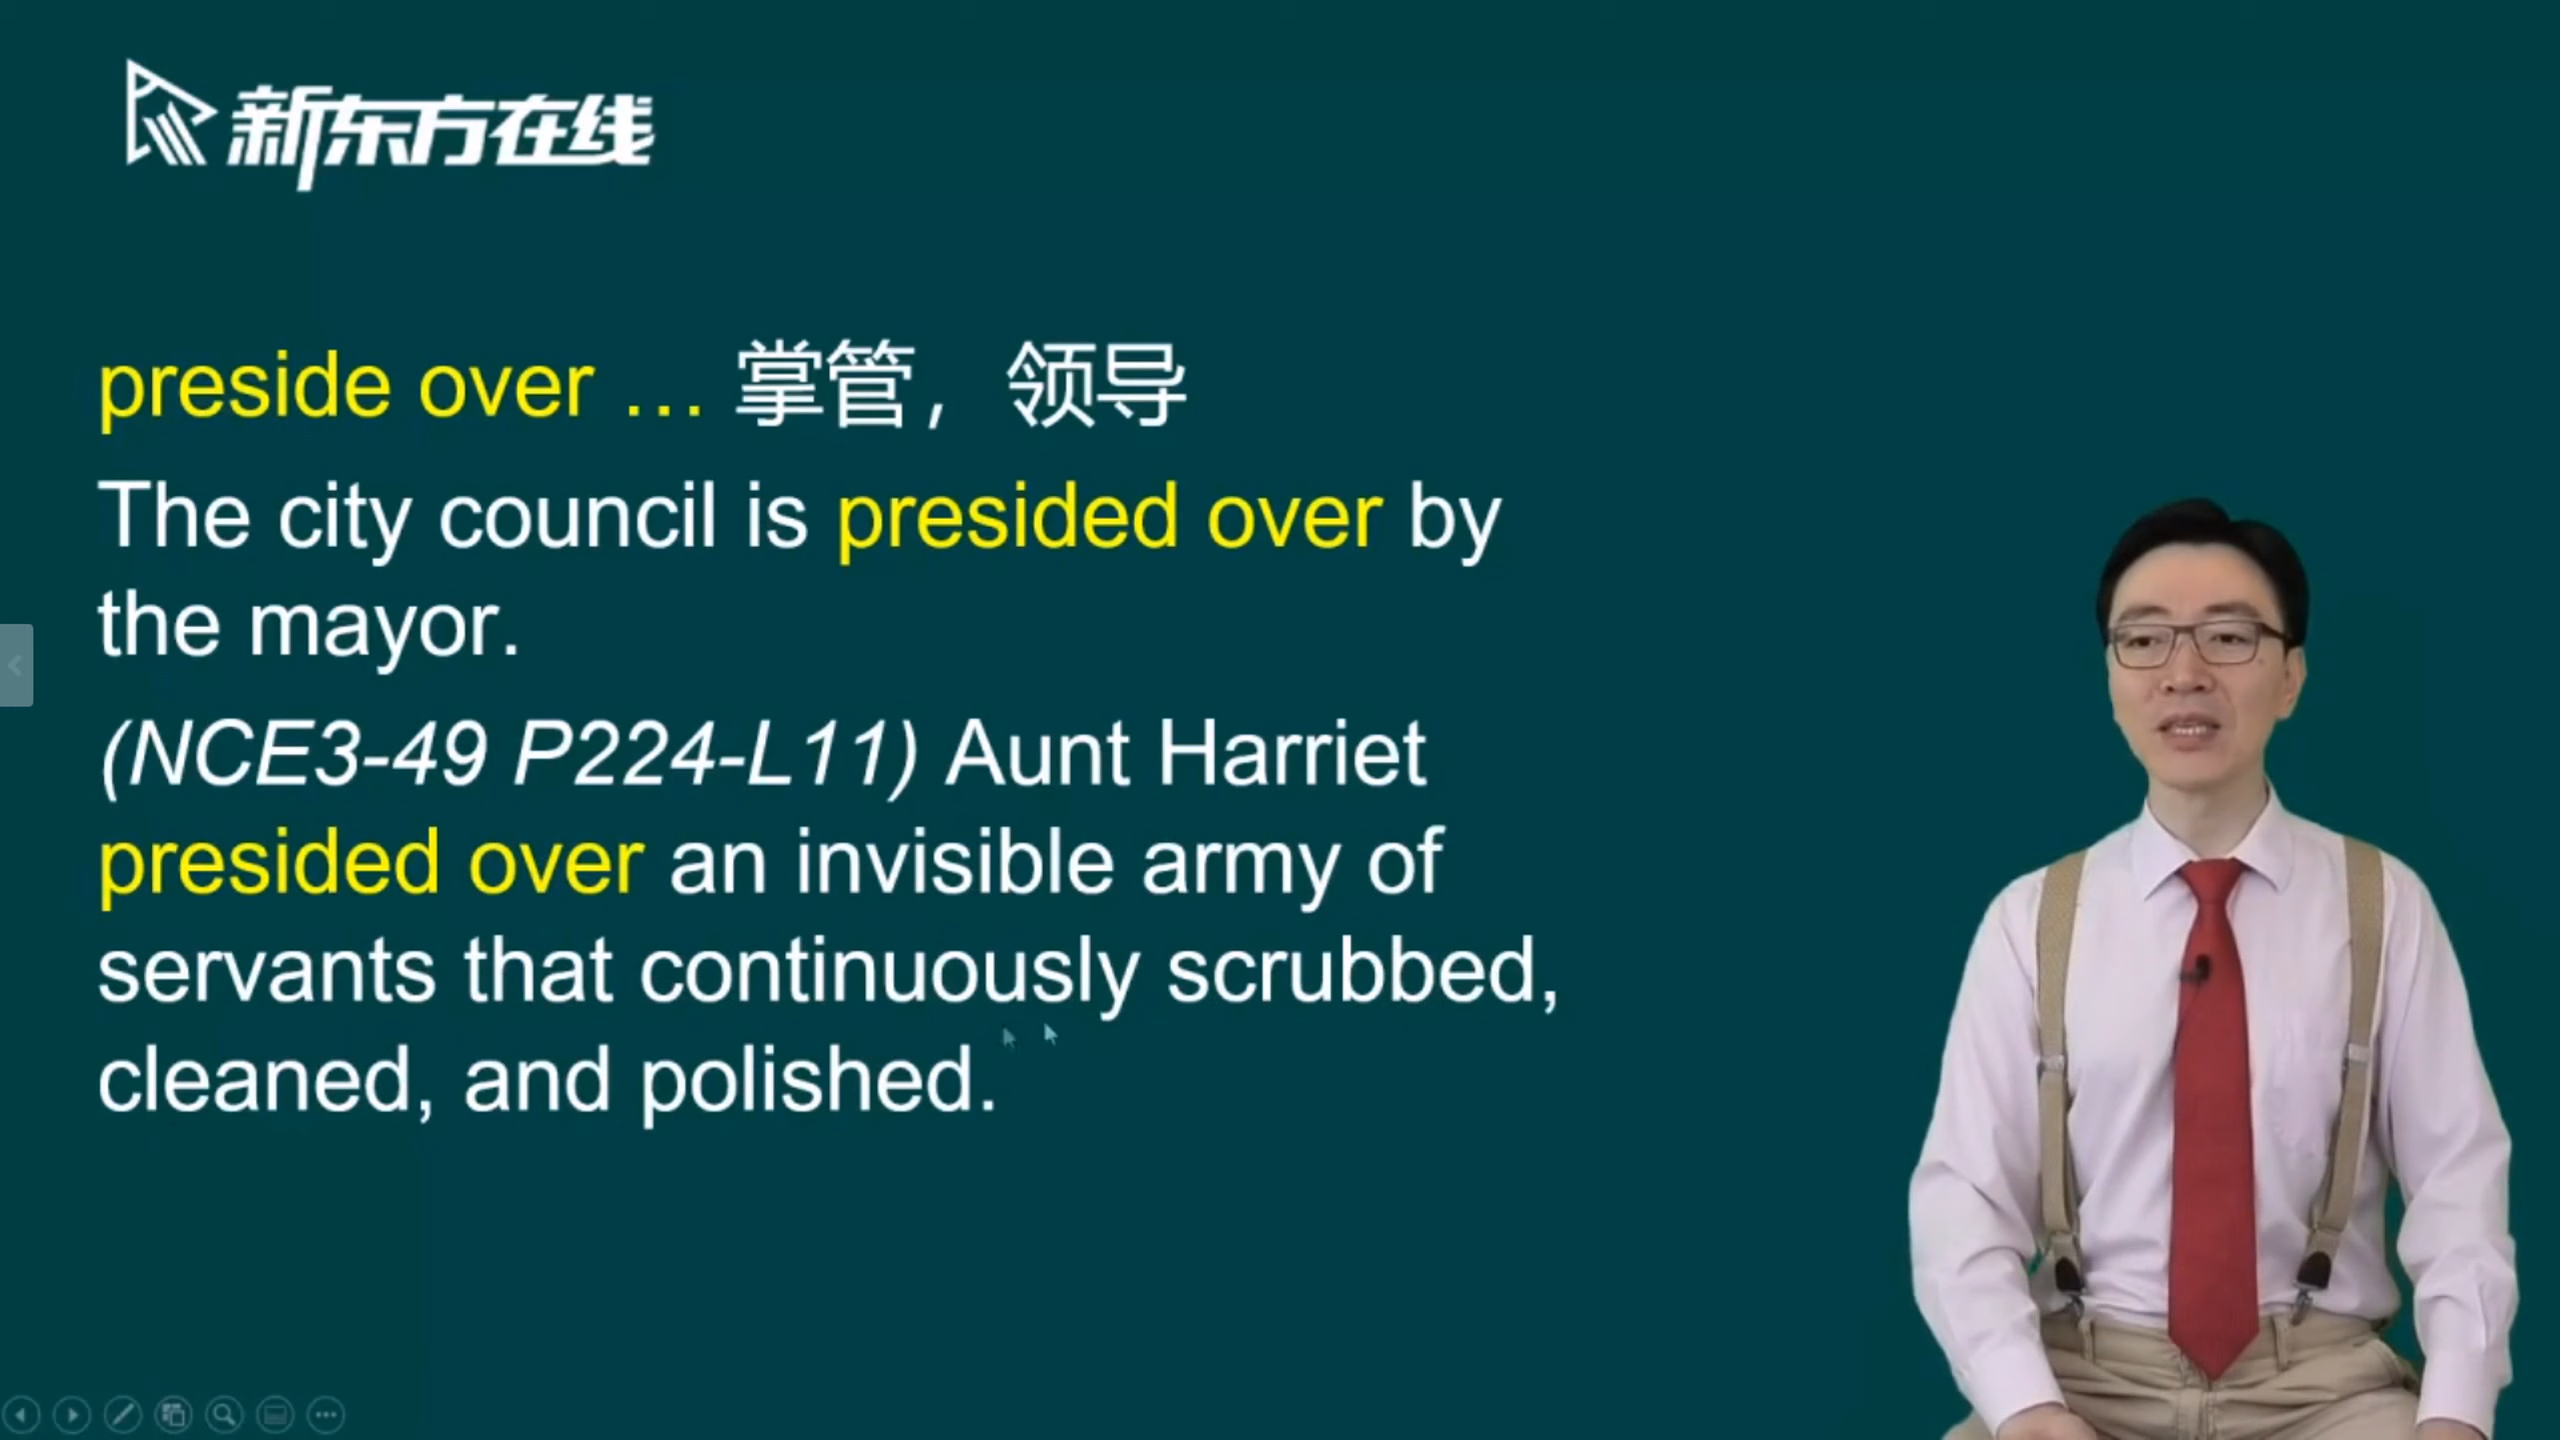 新东方在线
preside over … 掌管，领导
The city council is presided over by
the mayor.
(NCE3-49 P224-L11) Aunt Harriet
presided over an invisible army of
servants that continuously scrubbed,
cleaned, and polished.